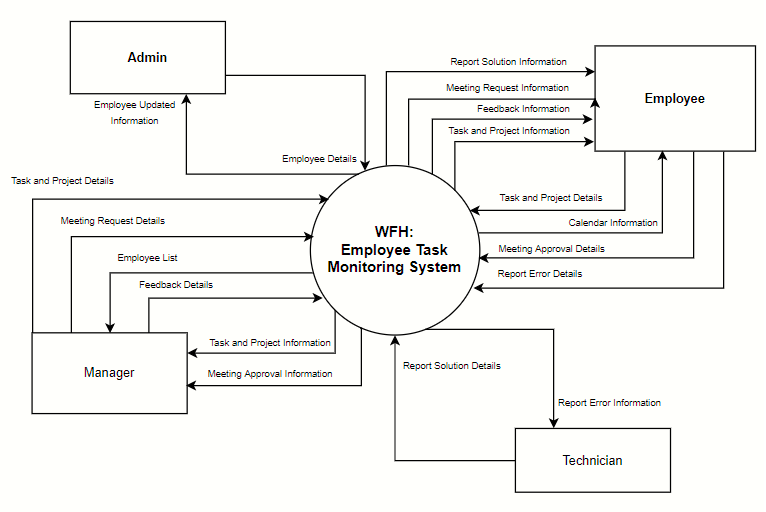 Admin
Employee
Report Solution Information
Meeting Request Information
Feedback Information
Task and Project Information
Employee Updated
Information
Employee Details
Task and Project Details
Meeting Request Details
Employee List
Feedback Details
WFH:
Employee Task
Monitoring System
Task and Project Details
Calendar Information
Meeting Approval Details
Report Error Details
Task and Project Information
Meeting Approval Information
Manager
Report Solution Details
Report Error Information
Technician